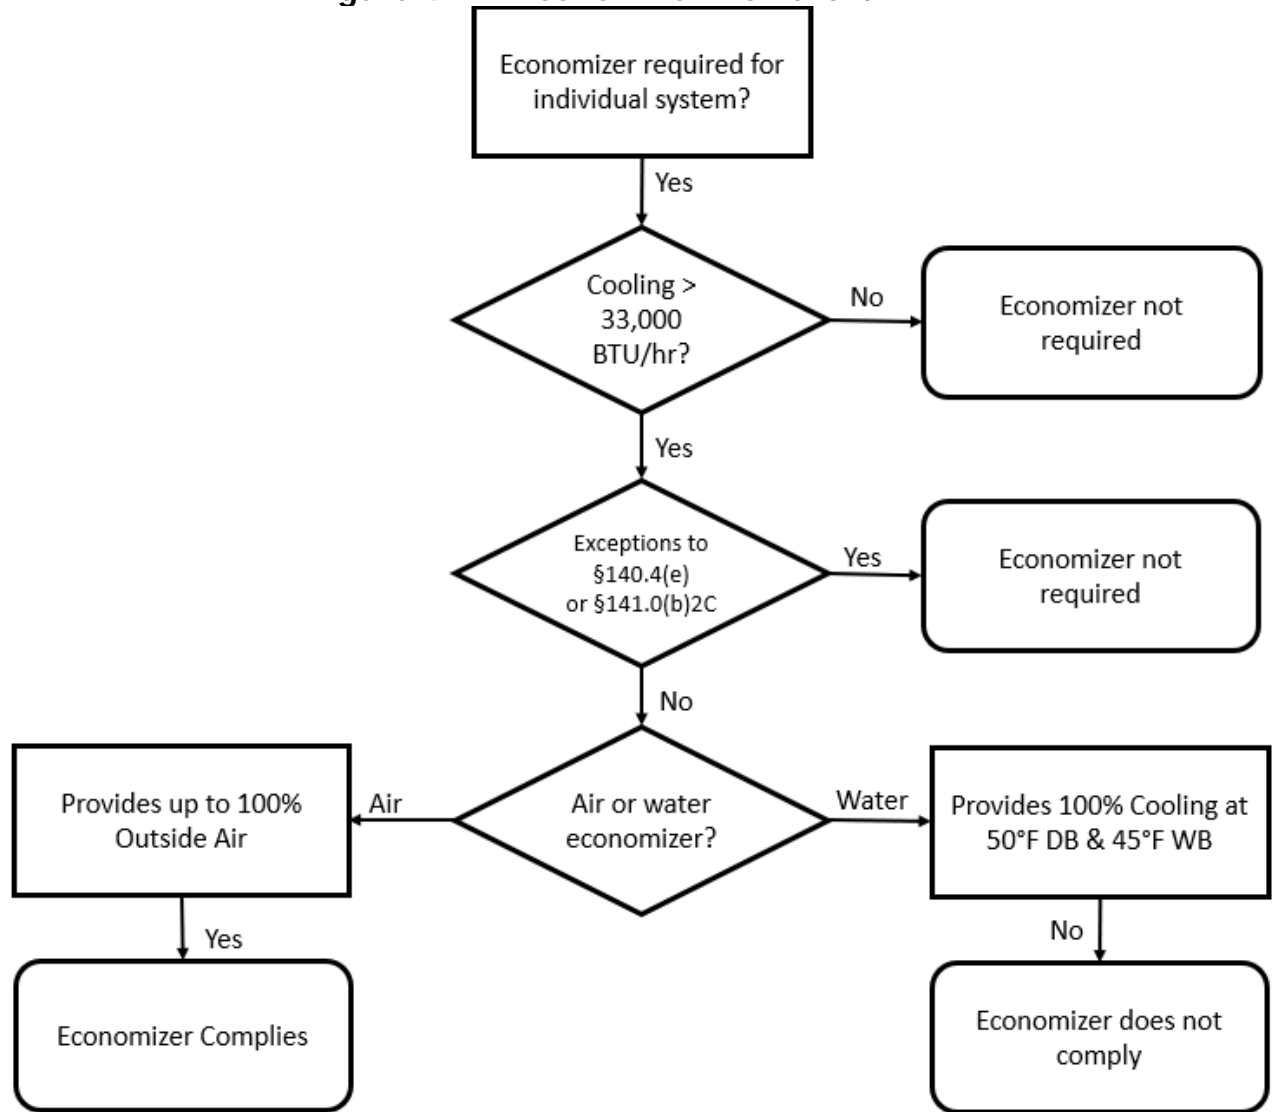 Economizer required for
individual system?
Yes
Cooling >
33,000
BTU/hr?
No
Economizer not
required
Yes
Exceptions to
§140.4(e)
or §141.0(b)2C
Yes
Economizer not
required
No
Air or water
economizer?
Air
Provides up to 100%
Outside Air
Water
Provides 100% Cooling at
50°F DB & 45°F WB
Yes
No
Economizer Complies
Economizer does not
comply